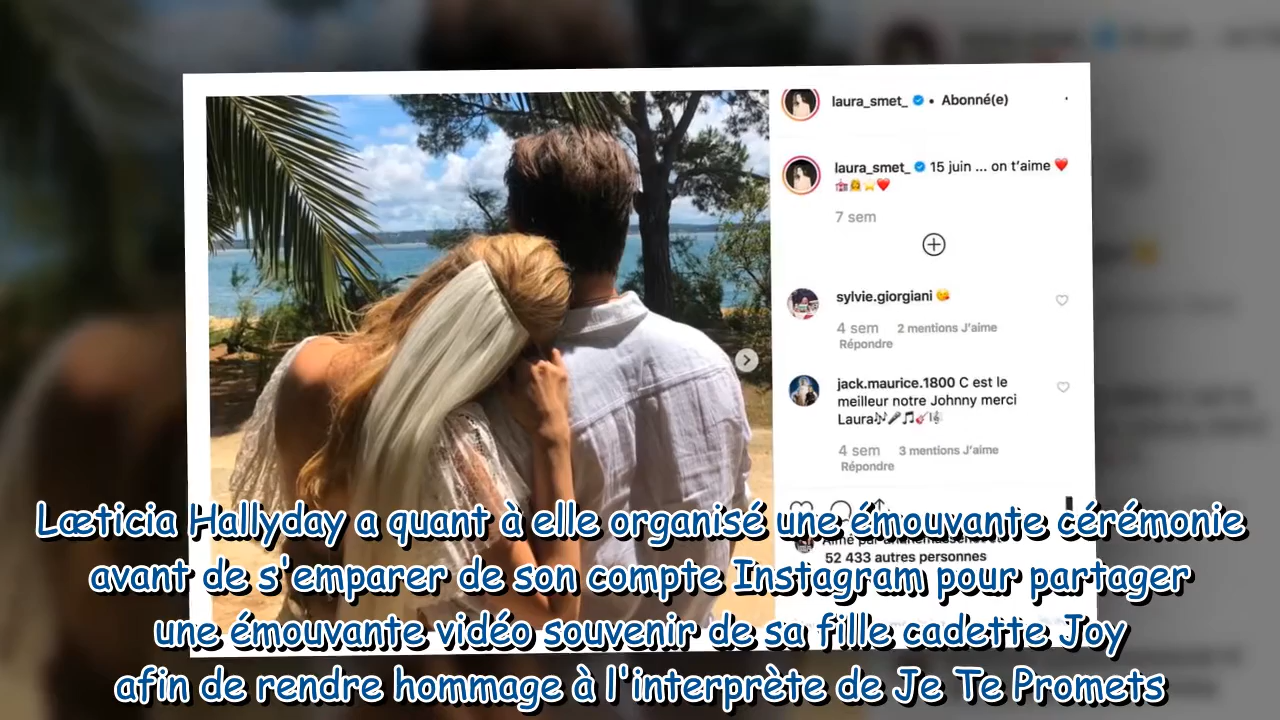 laura_smet_ • Abonné(e)
laura_smet_ 15 juin ... on t'aime ❤️
7 sem
sylvie.giorgiani 😘
4 sem 2 mentions J'aime
Répondre
jack.maurice.1800 C est le
meilleur notre Johnny merci
Laura
4 sem 3 mentions J'aime
Répondre
Aimé par
52 433 autres personnes
Læticia Hallyday a quant à elle organisé une émouvante cérémonie
avant de s'emparer de son compte Instagram pour partager
une émouvante vidéo souvenir de sa fille cadette Joy
afin de rendre hommage à l'interprète de Je Te Promets